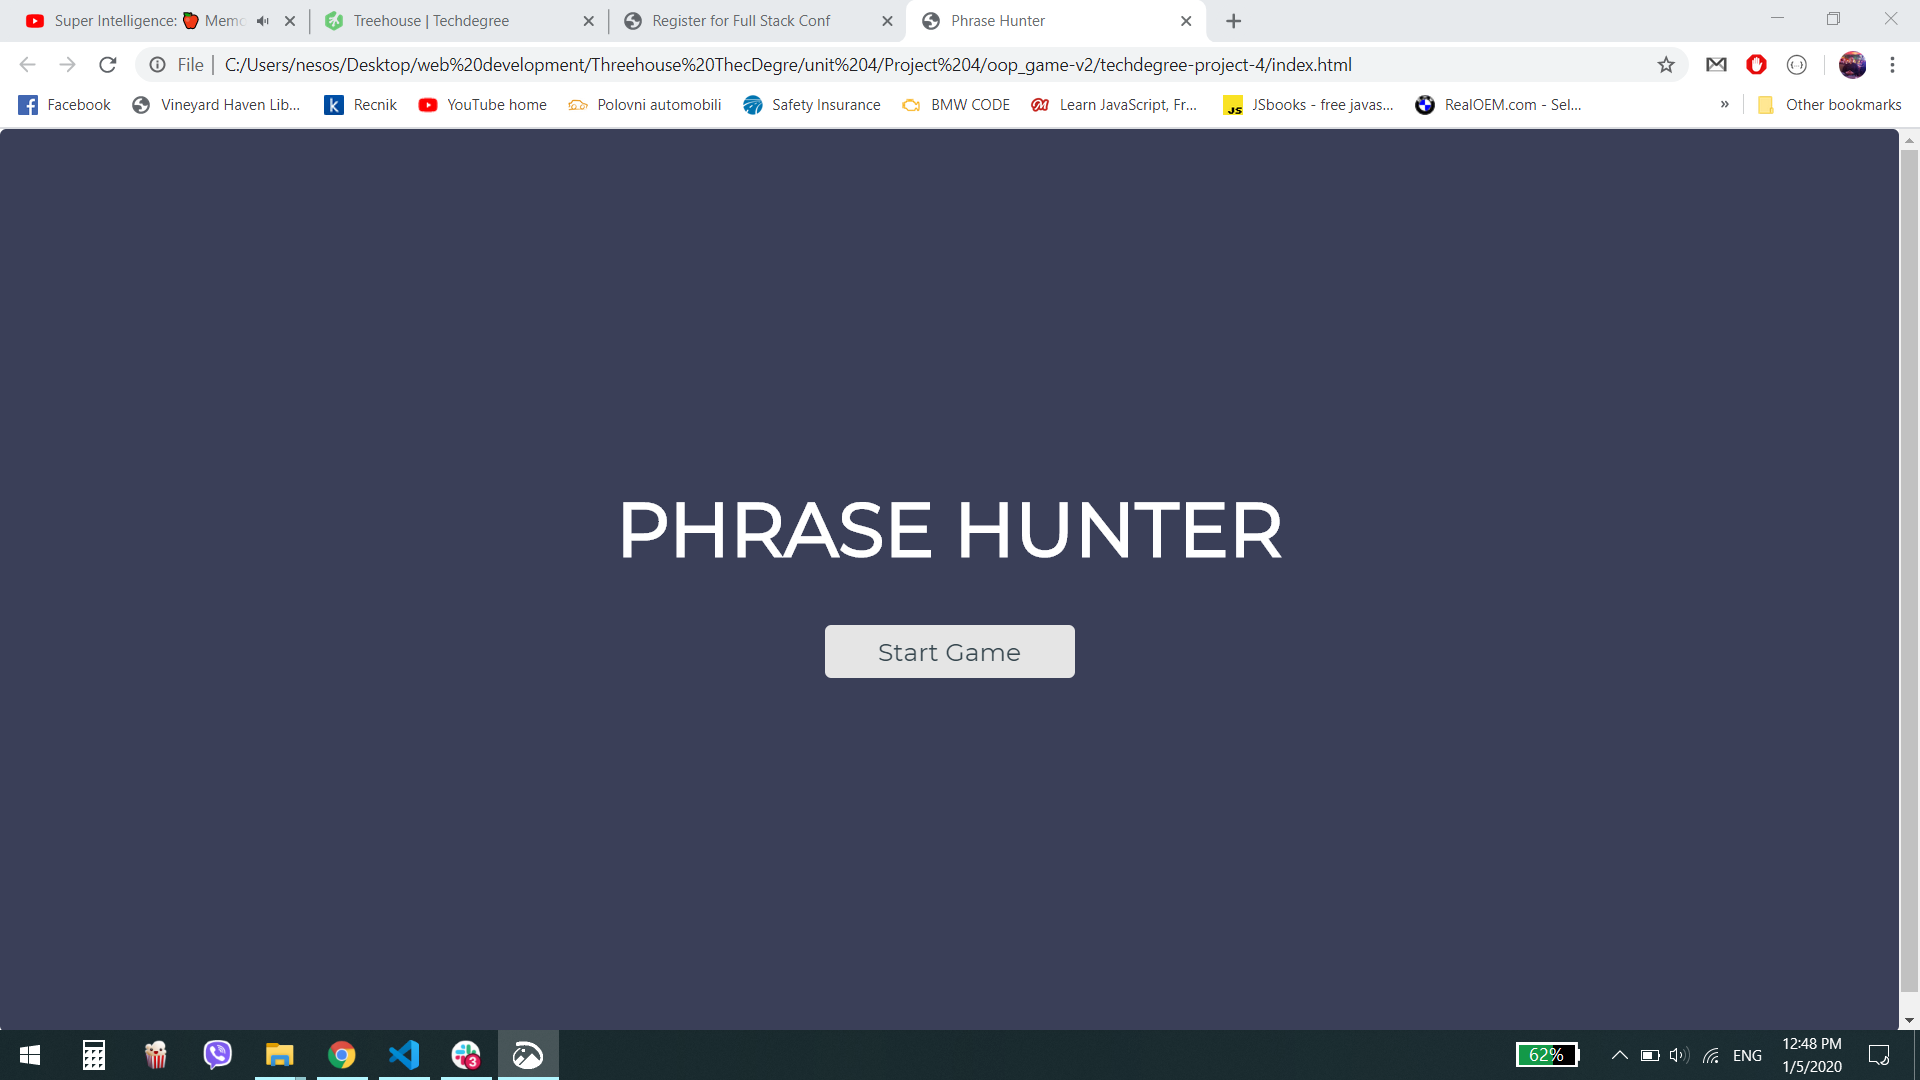 Super Intelligence: 🍎 Memo
Treehouse | Techdegree
Register for Full Stack Conf
Phrase Hunter
File | C:/Users/nesos/Desktop/web%20development/Threehouse%20ThecDegre/unit%204/Project%204/oop_game-v2/techdegree-project-4/index.html
Facebook
Vineyard Haven Lib...
k
Recnik
YouTube home
Polovni automobili
Safety Insurance
BMW CODE
Learn JavaScript, Fr...
JS
JSbooks - free javas...
RealOEM.com - Sel...
»
Other bookmarks
PHRASE HUNTER
Start Game
3
62%
ENG
12:48 PM
1/5/2020